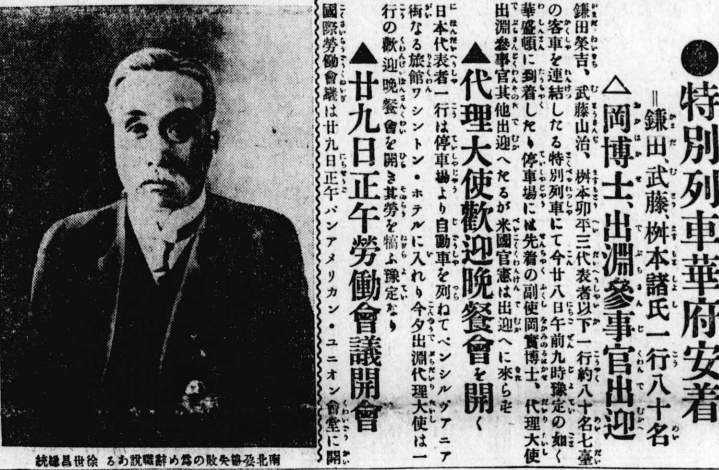 ●特別列車華府安着
＝鎌田、武藤、桝本諸氏一行八十名
△岡博士、出淵參事官出迎
鎌田榮吉、武藤山治、桝本卯平三代表者以下一行約八十名七臺
の客車を連結したる特別列車にて今廿八日午前九時豫定の如く
華盛頓に到着したり停車場には先着の副使岡實博士、代理大使
出淵參事官其他出迎へたるが米國官憲は出迎へに來らず
▲代理大使歡迎晩餐會を開く
日本代表者一行は停車場より自動車を列ねてペンシルヴアニア
街なる旅館ワシントン・ホテルに入れり今夕出淵代理大使は一
行の歡迎晩餐會を開き其勞を犒ふ豫定なり
▲廿九日正午勞働會議開會
國際勞働會議は廿九日正午パンアメリカン・ユニオン會堂に開
南北妥協失敗の爲め辭職說ある 徐世昌總統